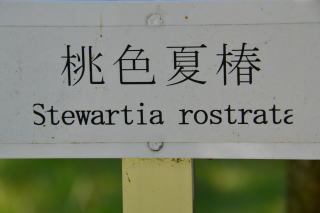 桃色夏椿
Stewartia rostrata